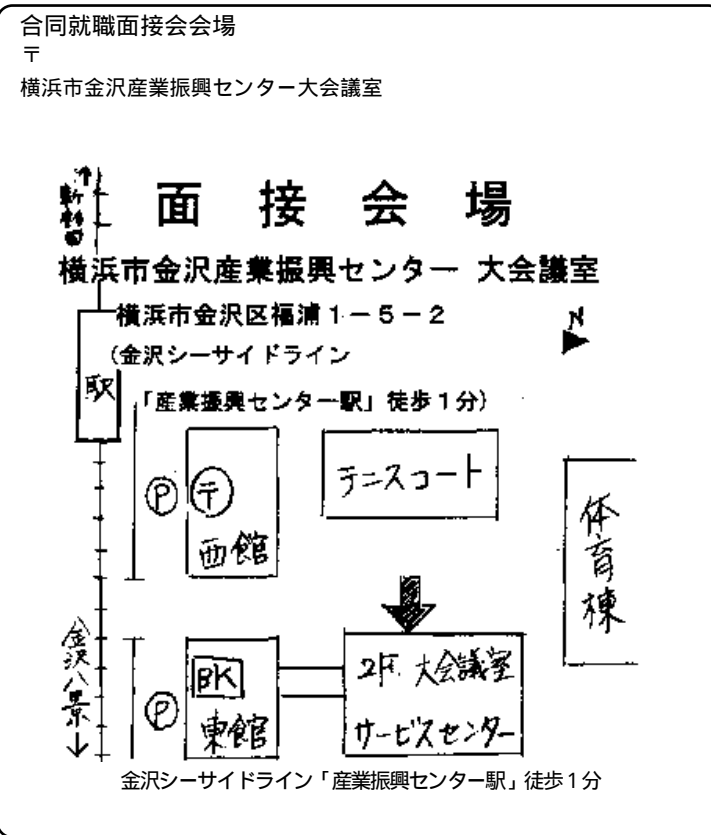 合同就職面接会会場
〒
横浜市金沢産業振興センター大会議室
↑新杉田
面接会場
横浜市金沢産業振興センター 大会議室
横浜市金沢区福浦1-5-2
(金沢シーサイドライン
「産業振興センター駅」徒歩1分)
N
駅
テニスコート
P
〒
西館
体育棟
金沢八景↓
BK
P
東館
2F. 大会議室
サービスセンター
金沢シーサイドライン「産業振興センター駅」徒歩1分